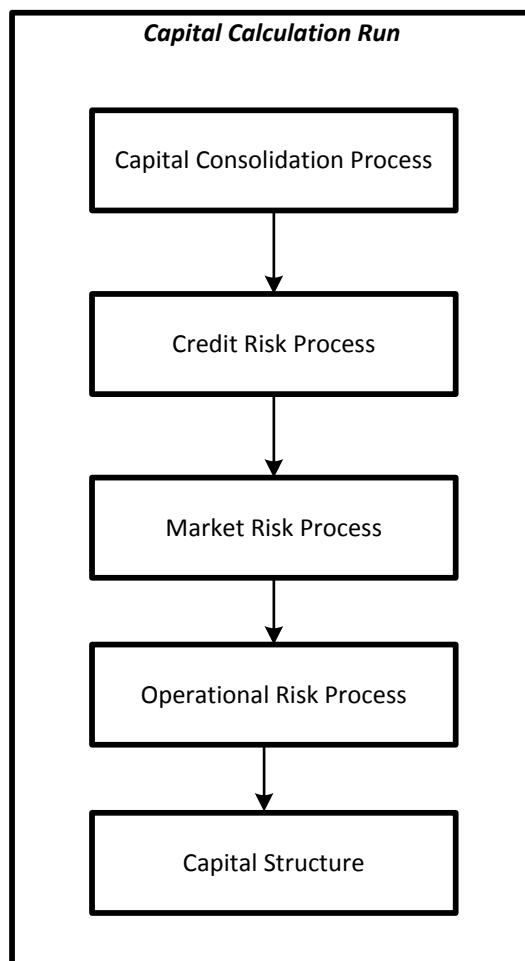 Capital Calculation Run
Capital Consolidation Process
Credit Risk Process
Market Risk Process
Operational Risk Process
Capital Structure